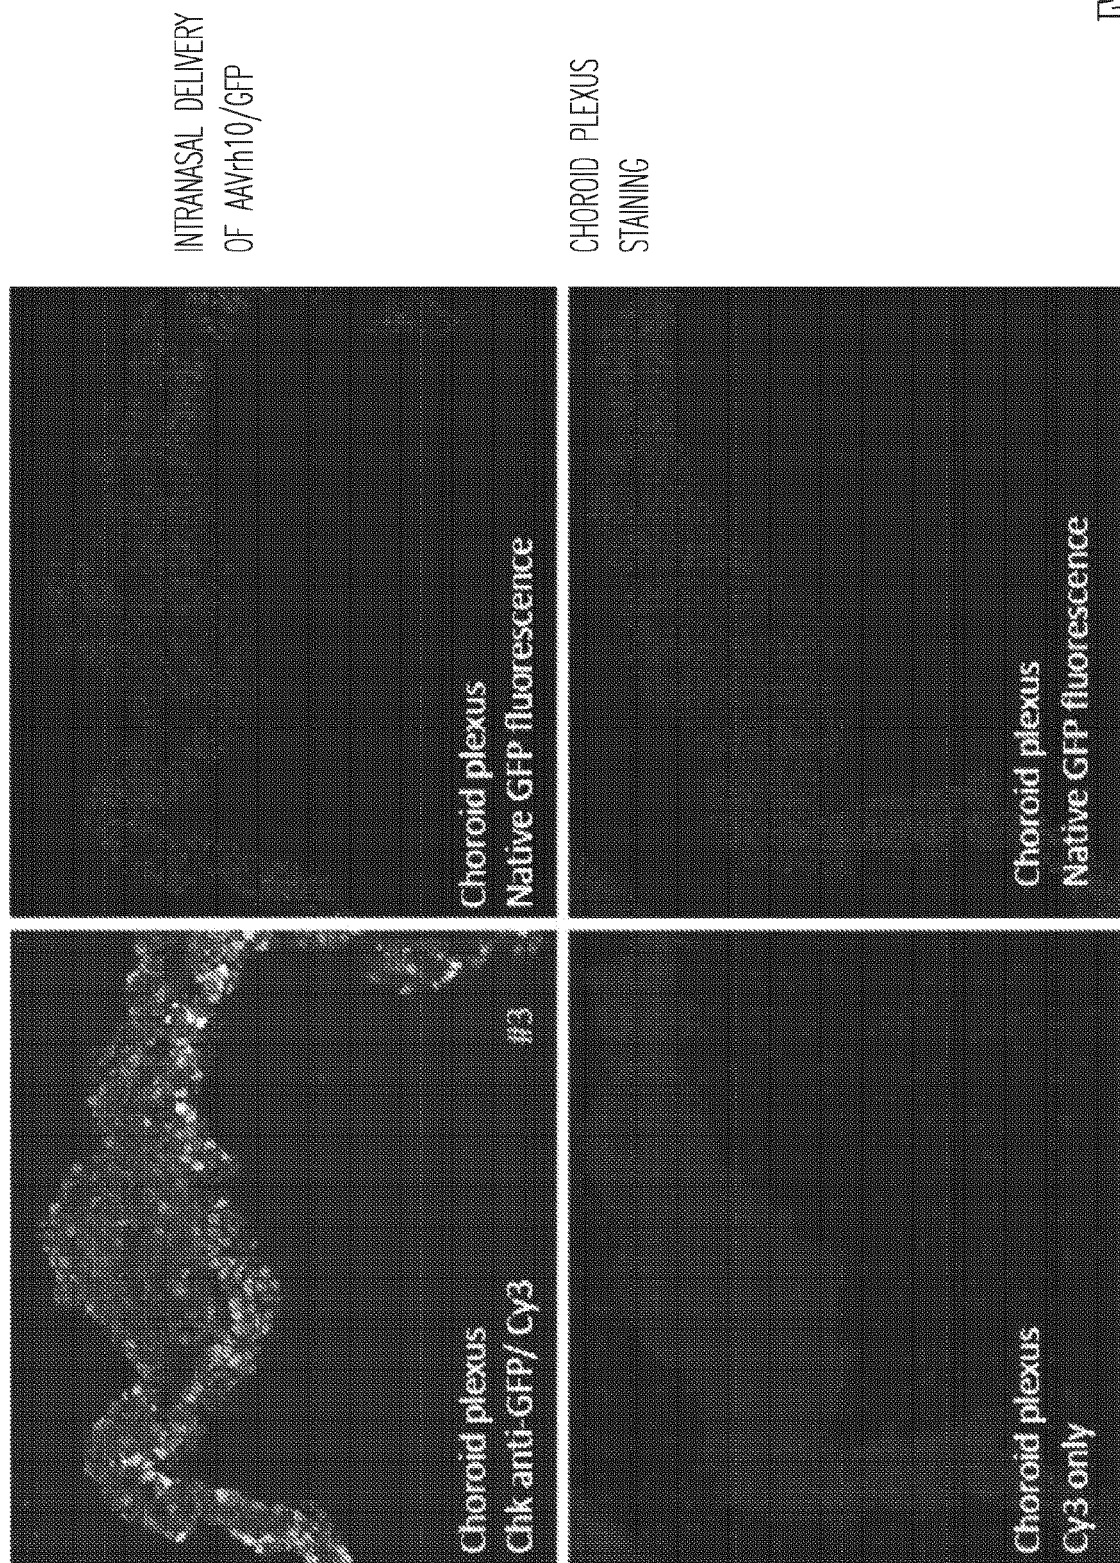 INTRANASAL DELIVERY
OF AAVrh10/GFP
CHOROID PLEXUS
STAINING
Choroid plexus
Chk anti-GFP/ Cy3
#3
Choroid plexus
Native GFP fluorescence
Choroid plexus
Cy3 only
Choroid plexus
Native GFP fluorescence